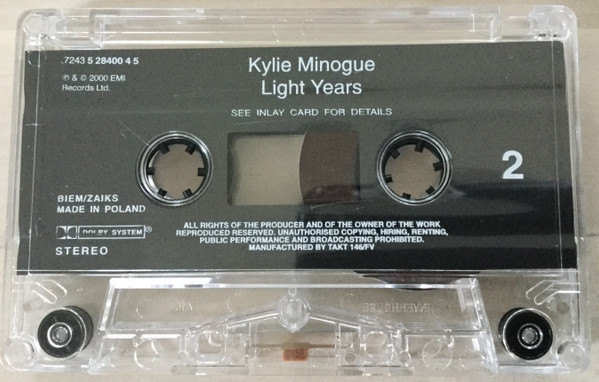 7243 5 28400 4 5
℗ & © 2000 EMI
Records Ltd.
Kylie Minogue
Light Years
SEE INLAY CARD FOR DETAILS
2
BIEM/ZAIKS
MADE IN POLAND
DOLBY SYSTEM®
STEREO
ALL RIGHTS OF THE PRODUCER AND OF THE OWNER OF THE WORK
REPRODUCED RESERVED. UNAUTHORISED COPYING, HIRING, RENTING,
PUBLIC PERFORMANCE AND BROADCASTING PROHIBITED.
MANUFACTURED BY TAKT 146/FV